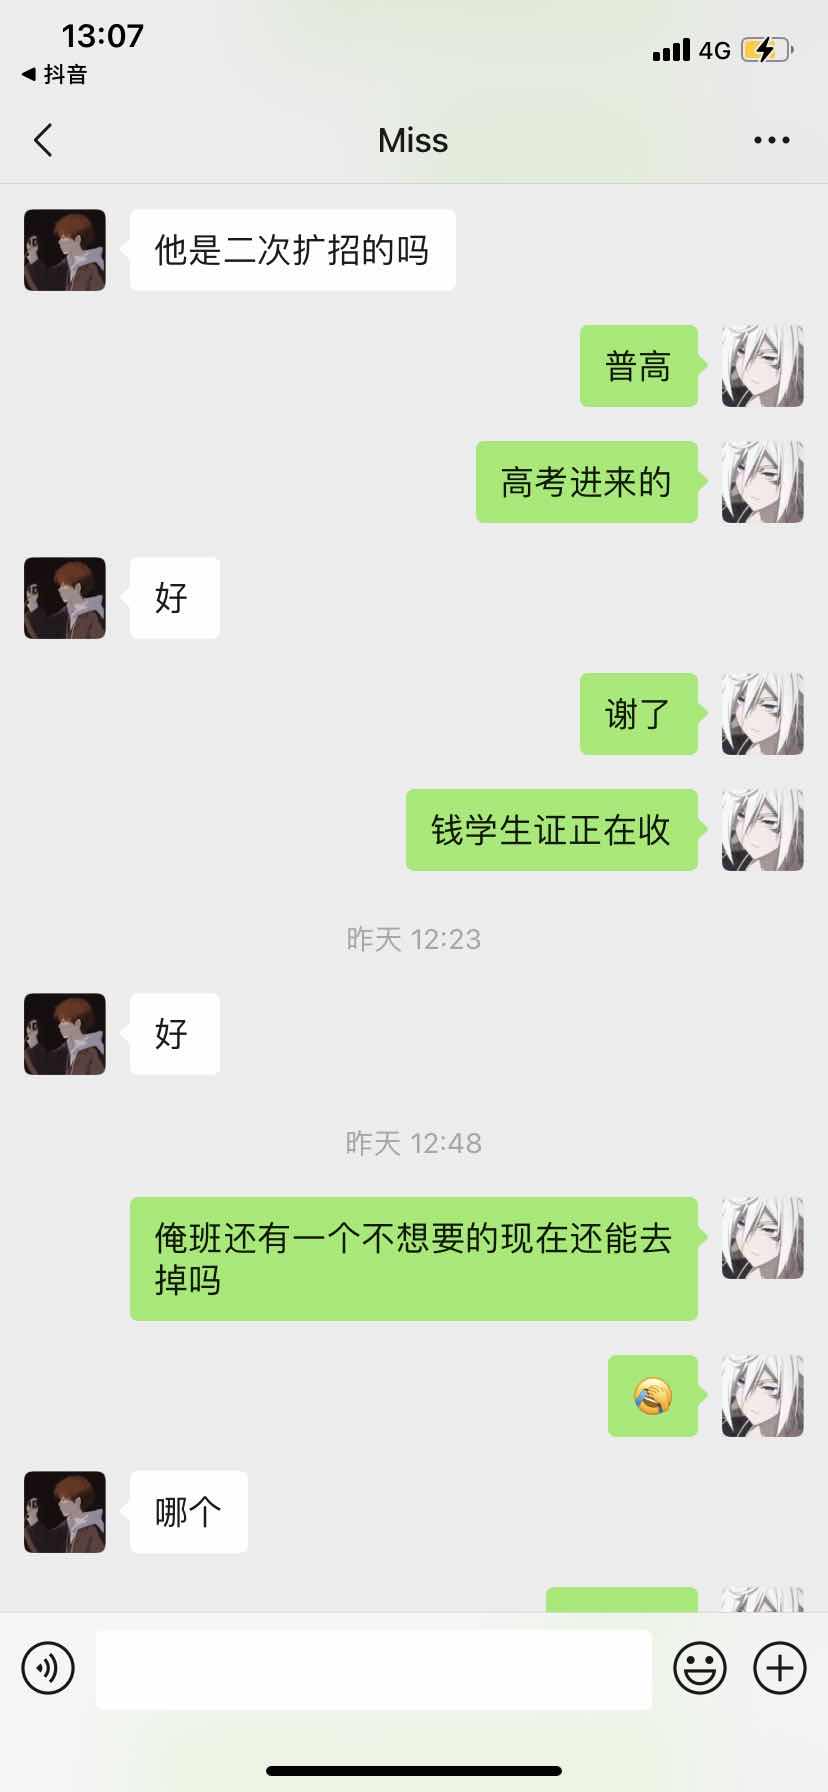 13:07
4G
◀ 抖音
Miss
他是二次扩招的吗
普高
高考进来的
好
谢了
钱学生证正在收
昨天 12:23
好
昨天 12:48
俺班还有一个不想要的现在还能去
掉吗
哪个